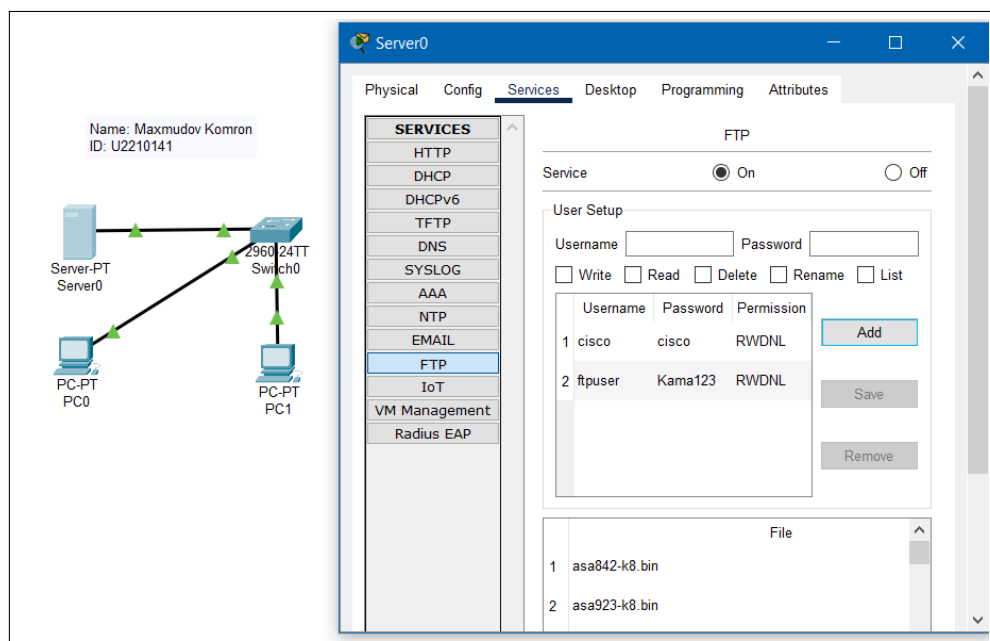 Name: Maxmudov Komron
ID: U2210141
Server-PT
Server0
2960-24TT
Switch0
PC-PT
PC0
PC-PT
PC1
Server0
Physical Config Services Desktop Programming Attributes
SERVICES
HTTP
DHCP
DHCPv6
TFTP
DNS
SYSLOG
AAA
NTP
EMAIL
FTP
IoT
VM Management
Radius EAP
FTP
Service On Off
User Setup
Username Password
Write Read Delete Rename List
Username Password Permission
1 cisco cisco RWDNL
2 ftpuser Kama123 RWDNL
Add
Save
Remove
File
1 asa842-k8.bin
2 asa923-k8.bin